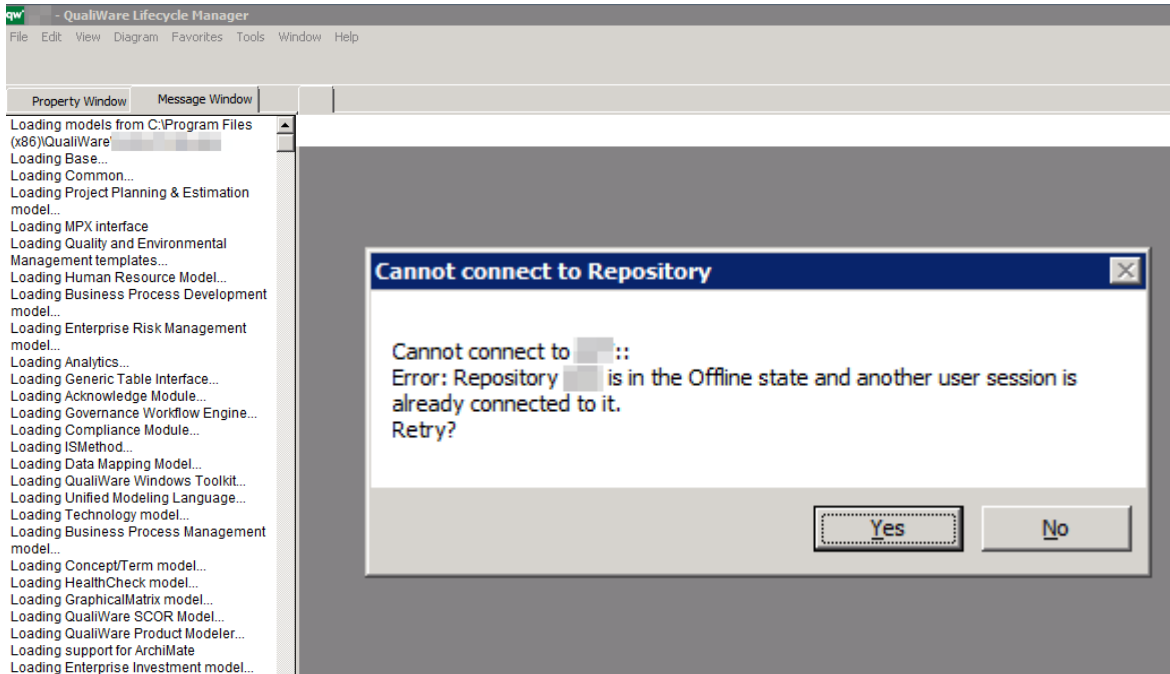 qw - QualiWare Lifecycle Manager
File Edit View Diagram Favorites Tools Window Help
Property Window Message Window
Loading models from C:\Program Files
(x86)\QualiWare\
Loading Base...
Loading Common...
Loading Project Planning & Estimation
model...
Loading MPX interface
Loading Quality and Environmental
Management templates...
Loading Human Resource Model...
Loading Business Process Development
model...
Loading Enterprise Risk Management
model...
Loading Analytics...
Loading Generic Table Interface...
Loading Acknowledge Module...
Loading Governance Workflow Engine...
Loading Compliance Module...
Loading ISMethod...
Loading Data Mapping Model...
Loading QualiWare Windows Toolkit...
Loading Unified Modeling Language...
Loading Technology model...
Loading Business Process Management
model...
Loading Concept/Term model...
Loading HealthCheck model...
Loading GraphicalMatrix model...
Loading QualiWare SCOR Model...
Loading QualiWare Product Modeler...
Loading support for ArchiMate
Loading Enterprise Investment model...
Cannot connect to Repository
Cannot connect to ::
Error: Repository is in the Offline state and another user session is
already connected to it.
Retry?
Yes No